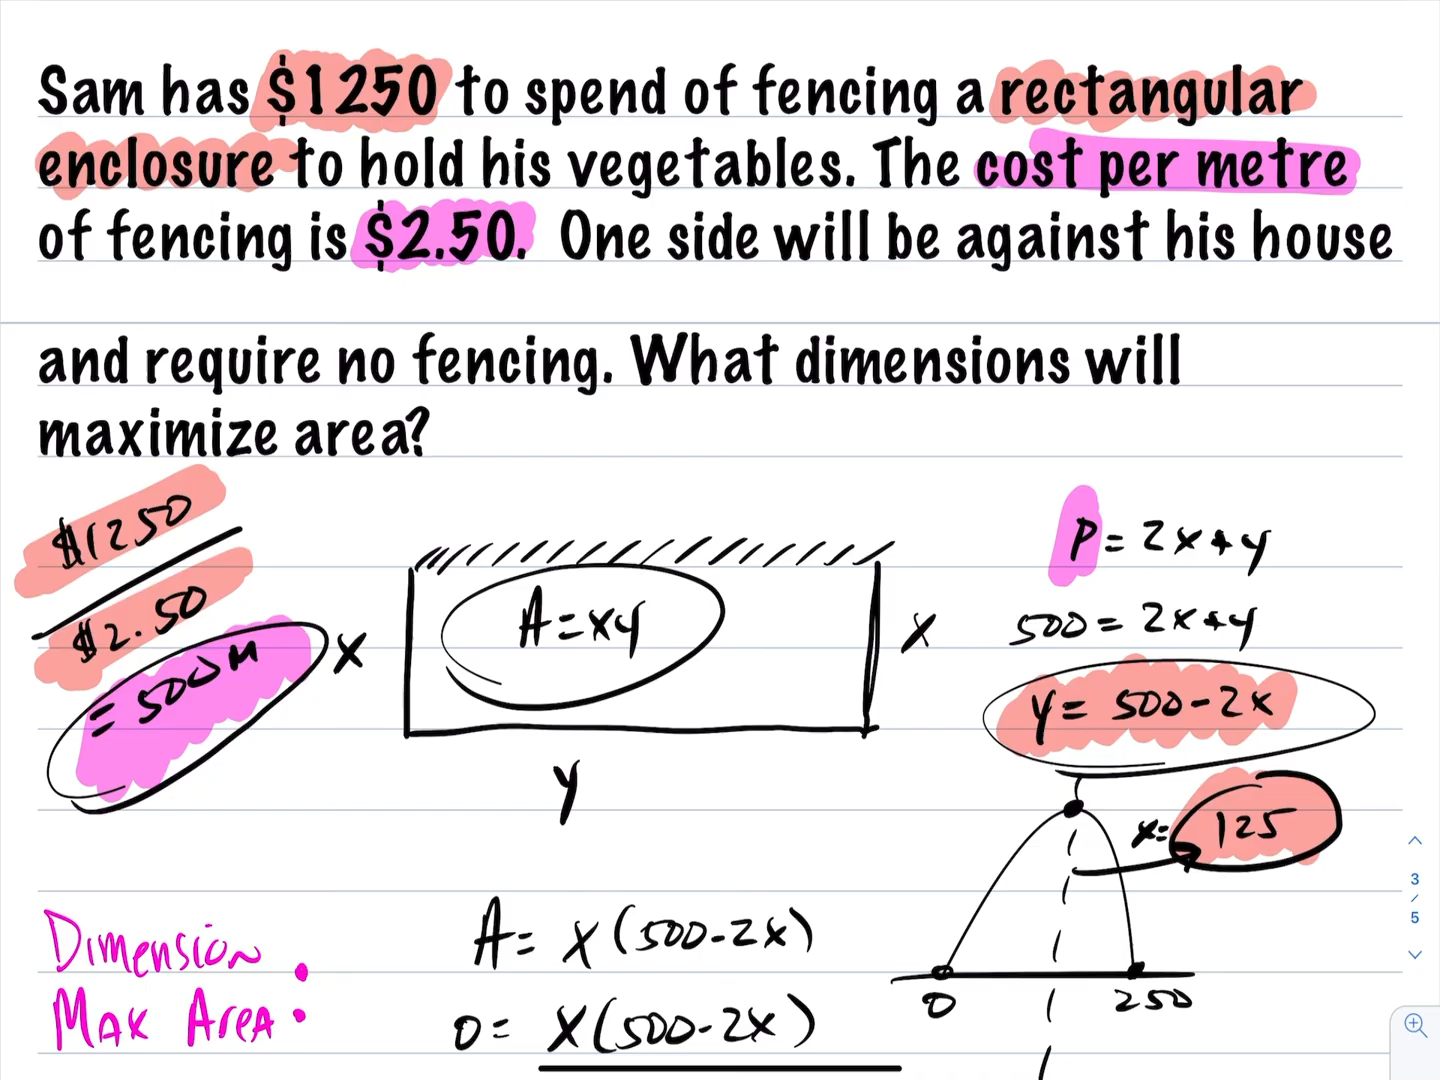 Sam has $1250 to spend of fencing a rectangular
enclosure to hold his vegetables. The cost per metre
of fencing is $2.50. One side will be against his house
and require no fencing. What dimensions will
maximize area?
$1250
$2.50
= 500m
x
A=xy
x
y
P = 2x+y
500 = 2x+y
y = 500-2x
x= 125
0
250
3
/
5
Dimension :
Max Area :
A= x(500-2x)
0= x(500-2x)